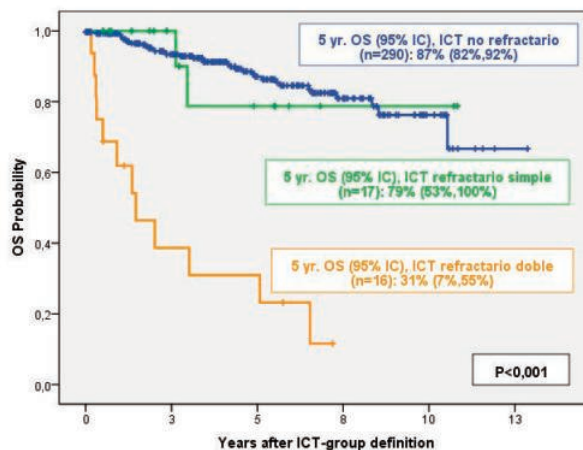 1,0
0,8
0,6
0,4
0,2
0,0
OS Probability
5 yr. OS (95% IC), ICT no refractario
(n=290): 87% (82%,92%)
5 yr. OS (95% IC), ICT refractario simple
(n=17): 79% (53%,100%)
5 yr. OS (95% IC), ICT refractario doble
(n=16): 31% (7%,55%)
P<0,001
0 3 5 8 10 13
Years after ICT-group definition